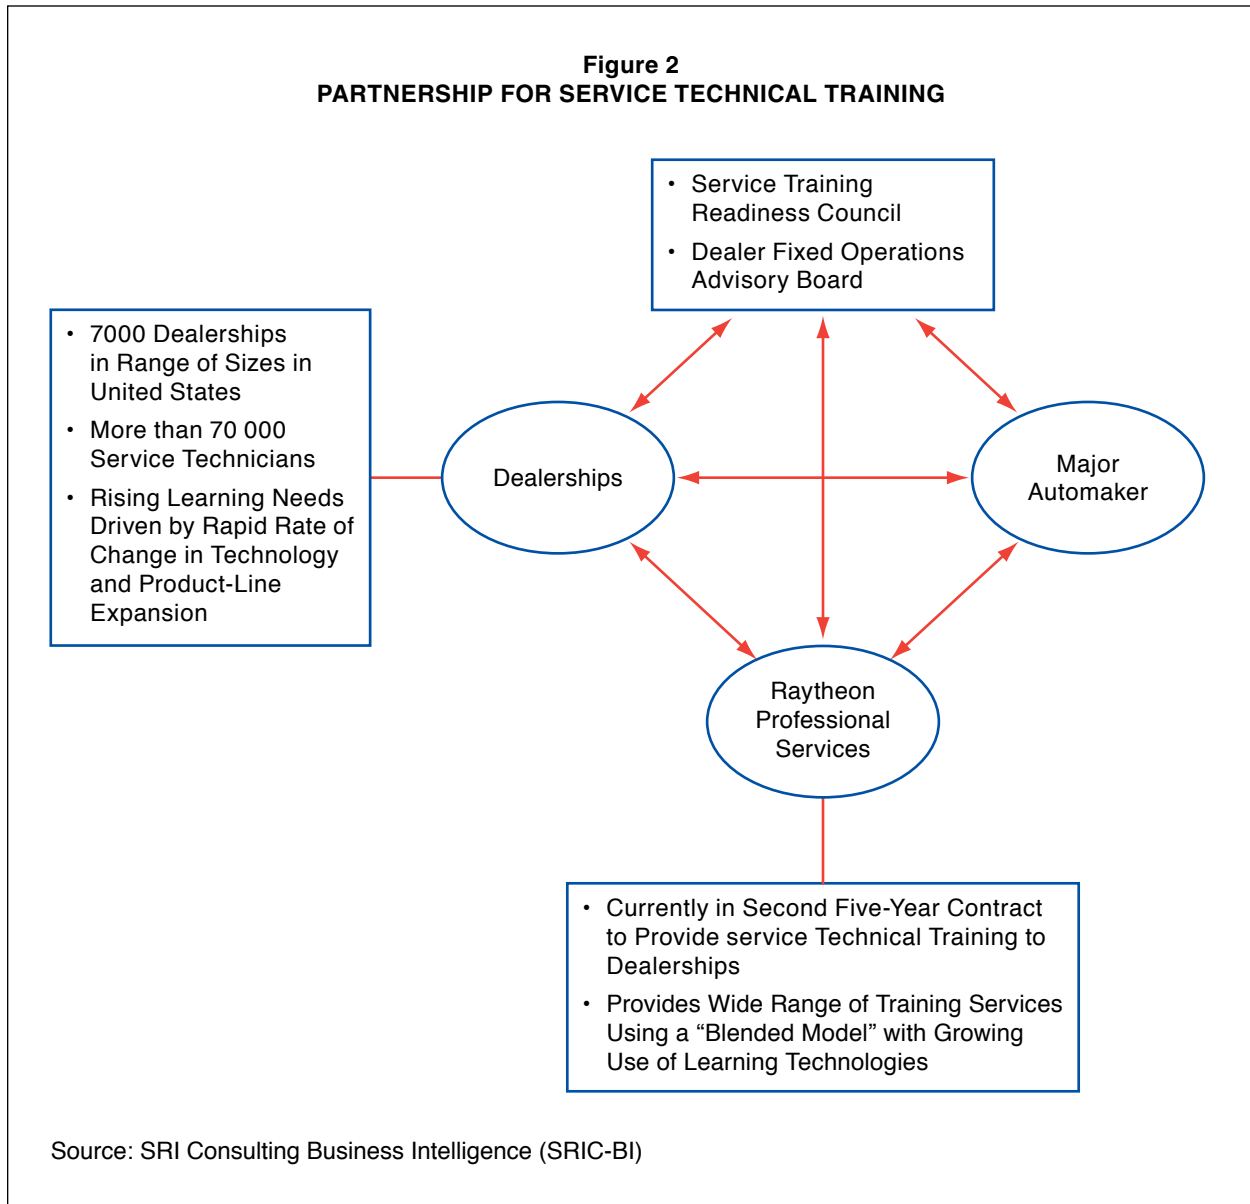 Figure 2
PARTNERSHIP FOR SERVICE TECHNICAL TRAINING
• Service Training
Readiness Council
• Dealer Fixed Operations
Advisory Board
• 7000 Dealerships
in Range of Sizes in
United States
• More than 70 000
Service Technicians
• Rising Learning Needs
Driven by Rapid Rate of
Change in Technology
and Product-Line
Expansion
Dealerships
Major
Automaker
Raytheon
Professional
Services
• Currently in Second Five-Year Contract
to Provide service Technical Training to
Dealerships
• Provides Wide Range of Training Services
Using a “Blended Model” with Growing
Use of Learning Technologies
Source: SRI Consulting Business Intelligence (SRIC-BI)